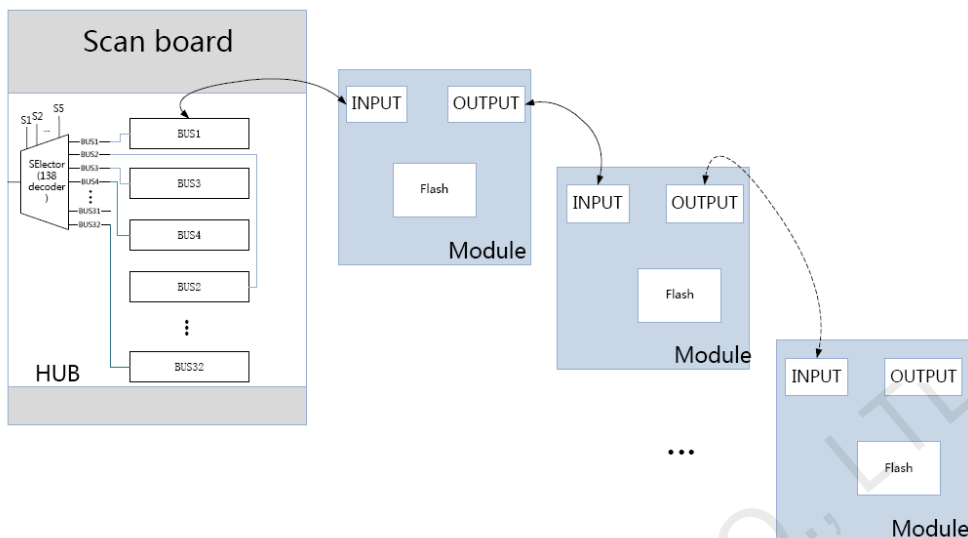 Scan board
S1
S2
...
S5
SElector
(138
decoder
)
BUS1
BUS2
BUS3
BUS4
BUS31
BUS32
BUS1
BUS3
BUS4
BUS2
BUS32
HUB
INPUT
OUTPUT
Flash
Module
INPUT
OUTPUT
Flash
Module
...
INPUT
OUTPUT
Flash
Module
O., LTD